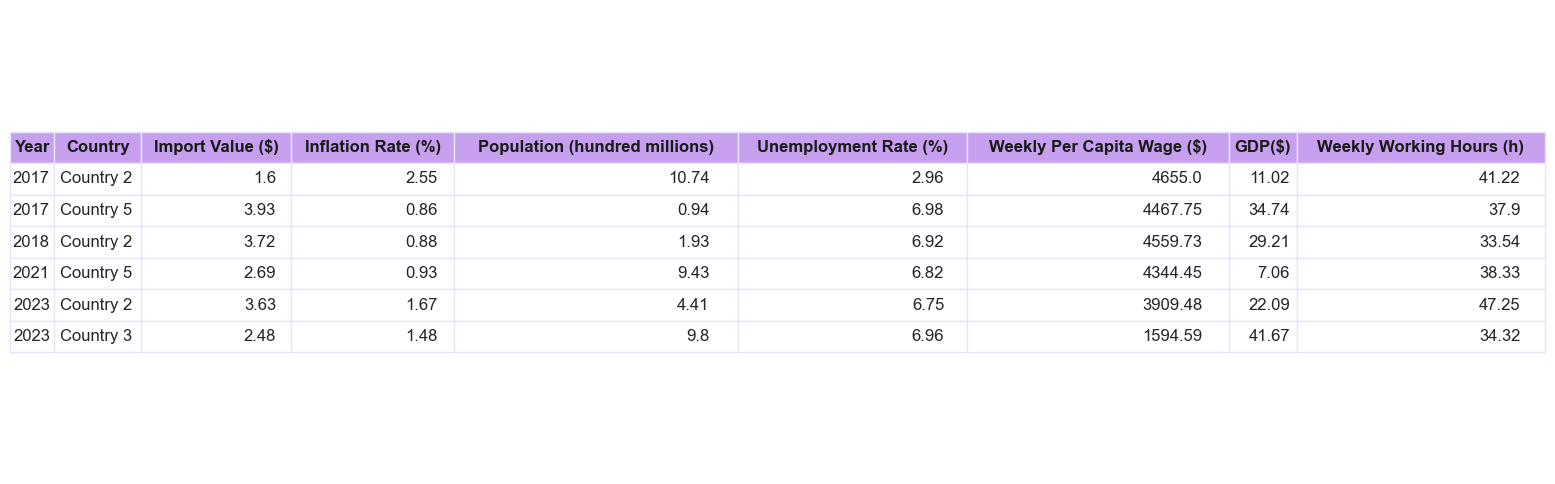 Year Country Import Value ($) Inflation Rate (%) Population (hundred millions) Unemployment Rate (%) Weekly Per Capita Wage ($) GDP($) Weekly Working Hours (h)
2017 Country 2 1.6 2.55 10.74 2.96 4655.0 11.02 41.22
2017 Country 5 3.93 0.86 0.94 6.98 4467.75 34.74 37.9
2018 Country 2 3.72 0.88 1.93 6.92 4559.73 29.21 33.54
2021 Country 5 2.69 0.93 9.43 6.82 4344.45 7.06 38.33
2023 Country 2 3.63 1.67 4.41 6.75 3909.48 22.09 47.25
2023 Country 3 2.48 1.48 9.8 6.96 1594.59 41.67 34.32